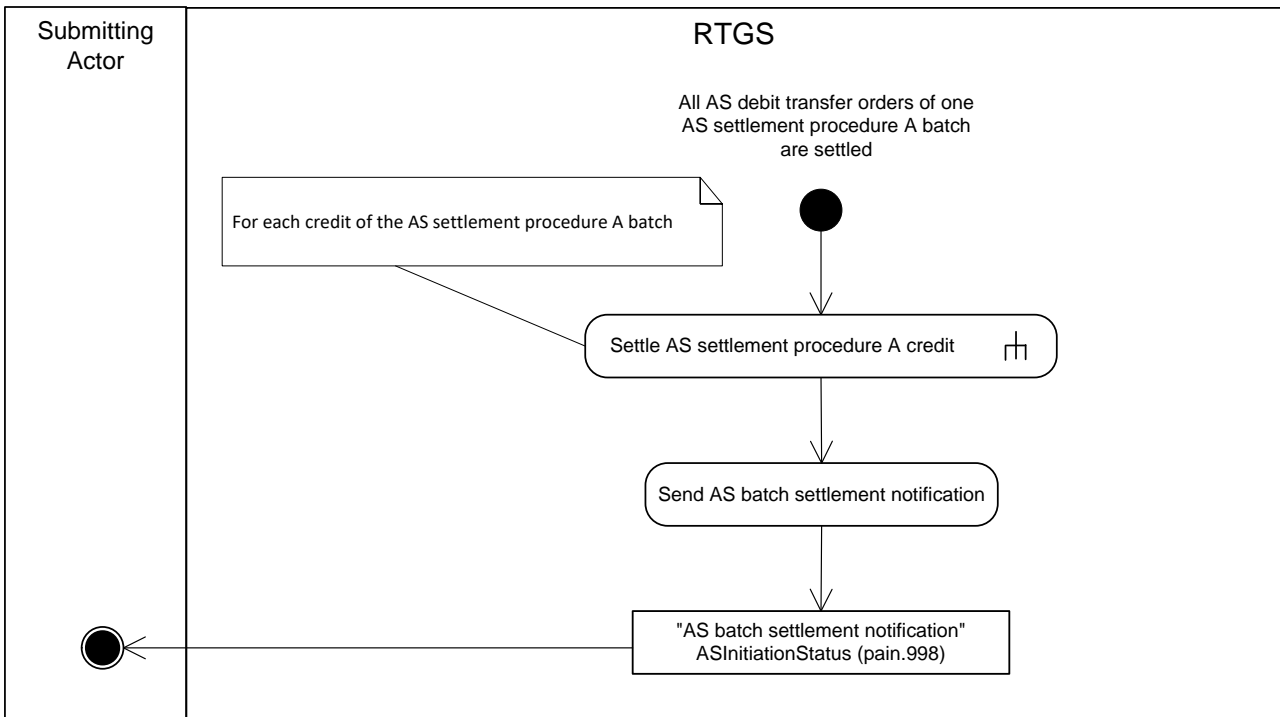 Submitting
Actor
RTGS
All AS debit transfer orders of one
AS settlement procedure A batch
are settled
For each credit of the AS settlement procedure A batch
Settle AS settlement procedure A credit
Send AS batch settlement notification
"AS batch settlement notification"
ASInitiationStatus (pain.998)